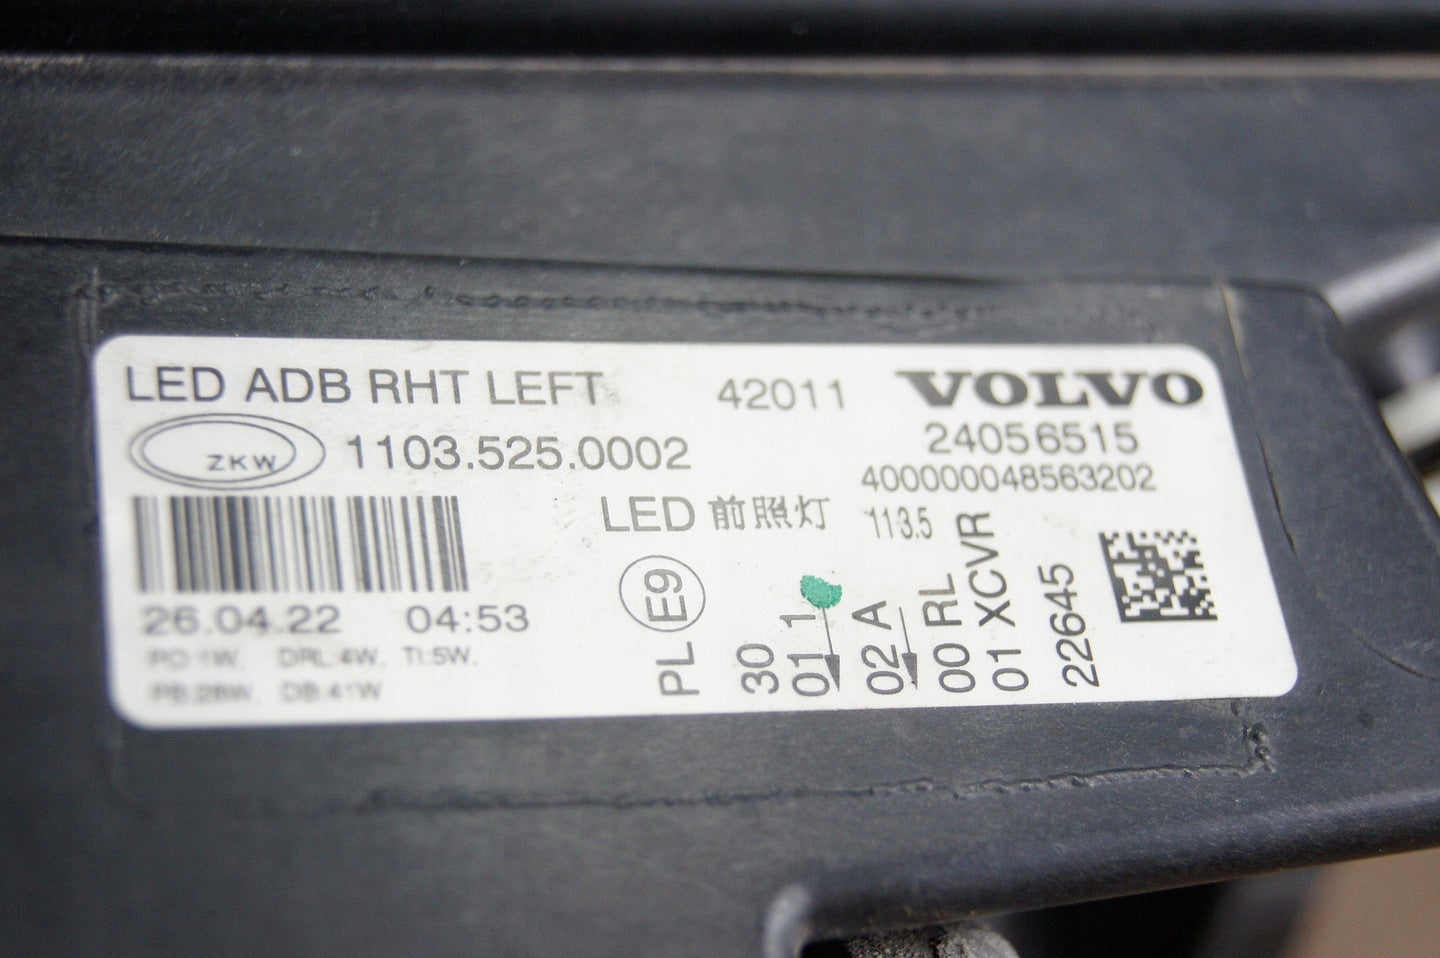 LED ADB RHT LEFT 42011 VOLVO
ZKW 1103.525.0002 24056515
400000048563202
LED 前照灯 113.5
26.04.22 04:53
PO:1W, DRL:4W, TI:5W,
PB:28W, DB:41W
PL E9
30
01 1
02 A
00 RL
01 XCVR
22645